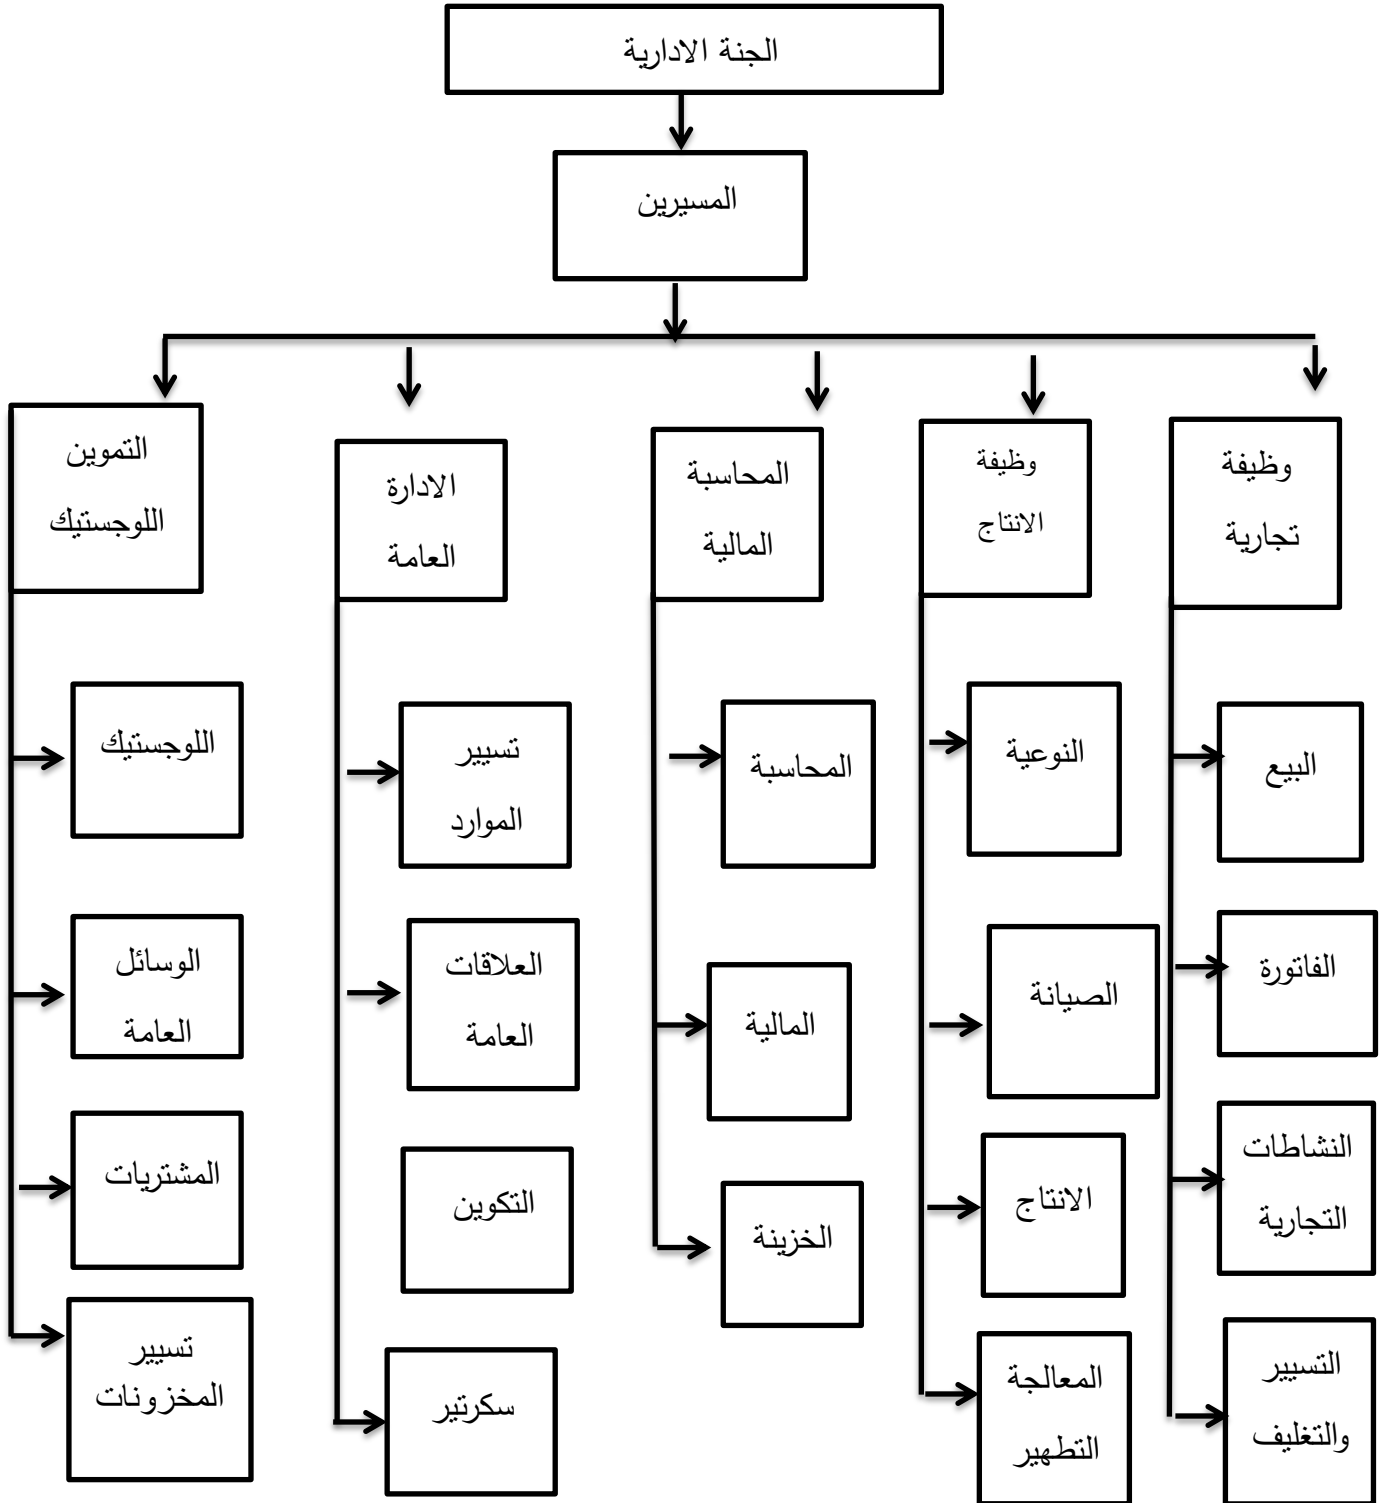 الجنة الادارية
المسيرين
وظيفة
تجارية
وظيفة
الانتاج
المحاسبة
المالية
الادارة
العامة
التموين
اللوجستيك
البيع
النوعية
المحاسبة
تسيير
الموارد
اللوجستيك
الفاتورة
الصيانة
المالية
العلاقات
العامة
الوسائل
العامة
النشاطات
التجارية
الانتاج
الخزينة
التكوين
المشتريات
التسيير
والتغليف
المعالجة
التطهير
سكرتير
تسيير
المخزونات